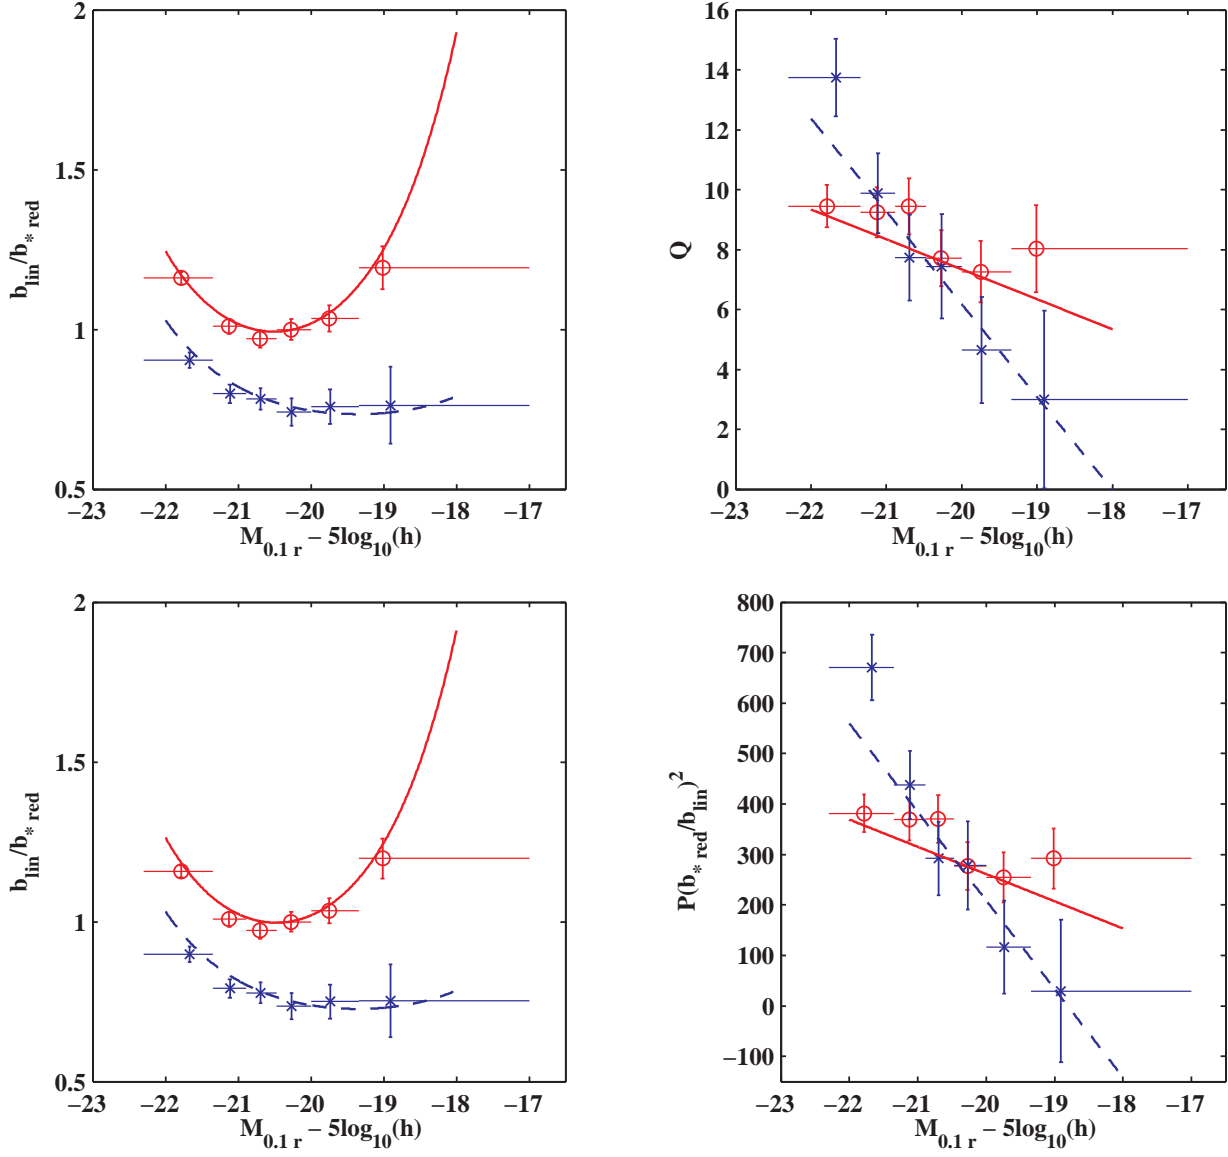 2
1.5
1
0.5
b_lin/b_* red
−23 −22 −21 −20 −19 −18 −17
M_0.1 r − 5log_10(h)
16
14
12
10
8
6
4
2
0
Q
−23 −22 −21 −20 −19 −18 −17
M_0.1 r − 5log_10(h)
2
1.5
1
0.5
b_lin/b_* red
−23 −22 −21 −20 −19 −18 −17
M_0.1 r − 5log_10(h)
800
700
600
500
400
300
200
100
0
−100
P(b_* red/b_lin)^2
−23 −22 −21 −20 −19 −18 −17
M_0.1 r − 5log_10(h)